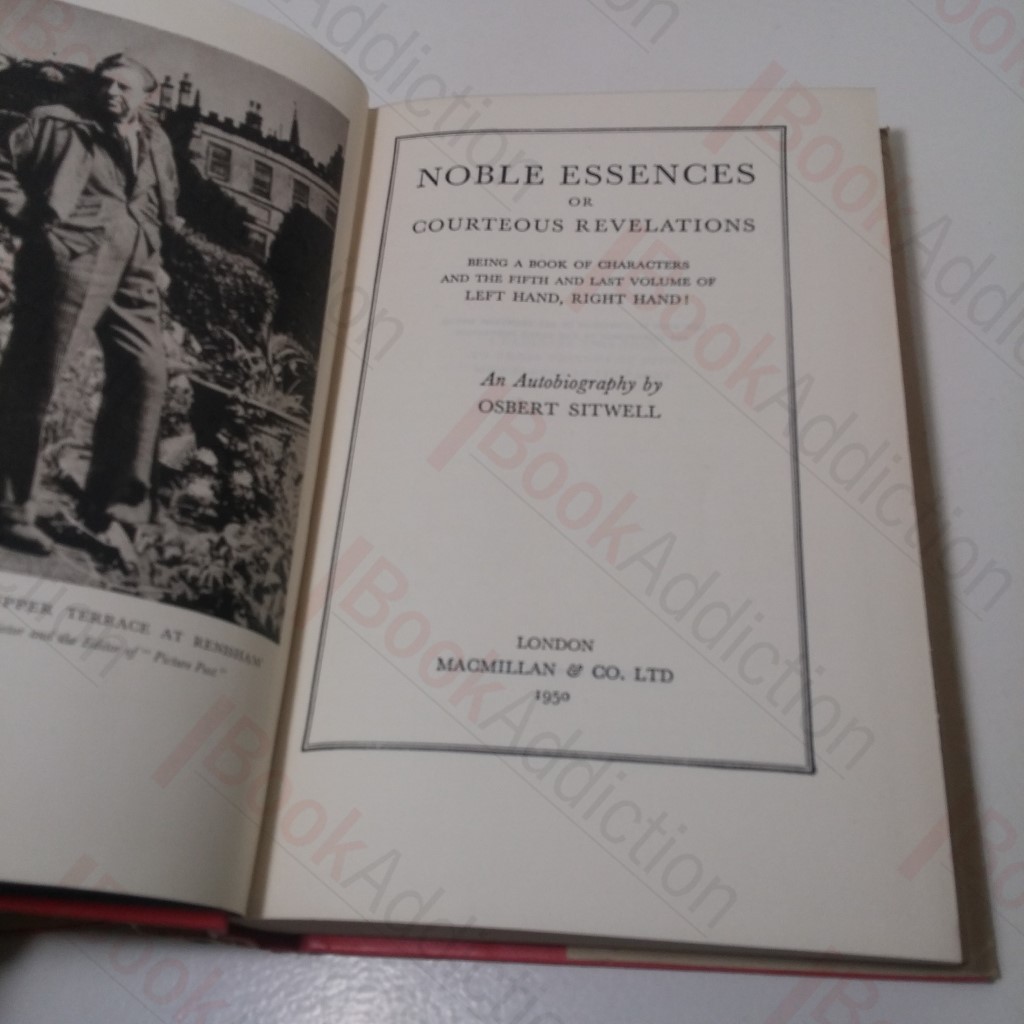 UPPER TERRACE AT RENISHAW
and the Editor of "Picture Post"
NOBLE ESSENCES
OR
COURTEOUS REVELATIONS
BEING A BOOK OF CHARACTERS
AND THE FIFTH AND LAST VOLUME OF
LEFT HAND, RIGHT HAND!
An Autobiography by
OSBERT SITWELL
LONDON
MACMILLAN & CO. LTD
1950
BookAddiction